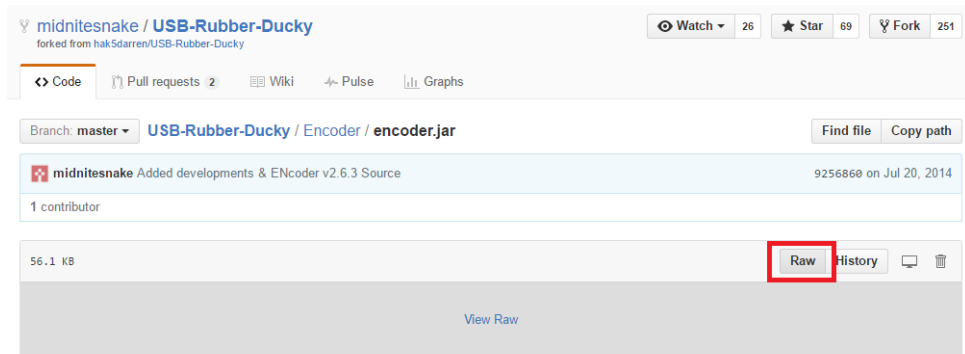 midnitesnake / USB-Rubber-Ducky
Watch 26 Star 69 Fork 251
forked from hak5darren/USB-Rubber-Ducky
Code Pull requests 2 Wiki Pulse Graphs
Branch: master USB-Rubber-Ducky / Encoder / encoder.jar Find file Copy path
midnitesnake Added developments & ENcoder v2.6.3 Source 9256860 on Jul 20, 2014
1 contributor
56.1 KB Raw History
View Raw